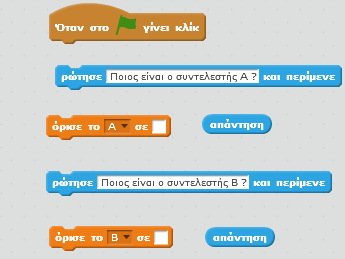 Όταν στο γίνει κλίκ
ρώτησε Ποιος είναι ο συντελεστής Α ? και περίμενε
όρισε το A σε απάντηση
ρώτησε Ποιος είναι ο συντελεστής Β ? και περίμενε
όρισε το B σε απάντηση